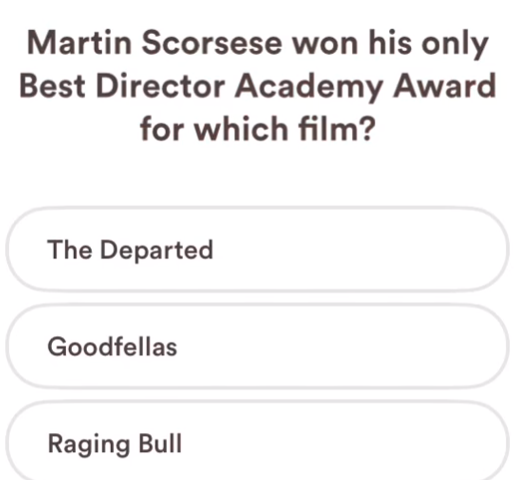 Martin Scorsese won his only
Best Director Academy Award
for which film?
The Departed
Goodfellas
Raging Bull